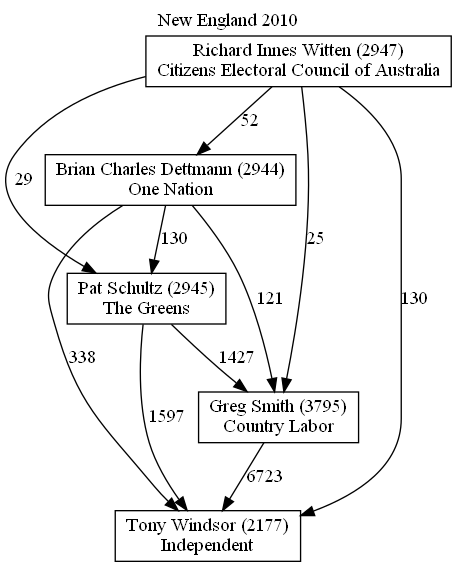 New England 2010
Richard Innes Witten (2947)
Citizens Electoral Council of Australia
52
Brian Charles Dettmann (2944)
One Nation
29
130
25
130
Pat Schultz (2945)
The Greens
121
338
1427
1597
Greg Smith (3795)
Country Labor
6723
Tony Windsor (2177)
Independent